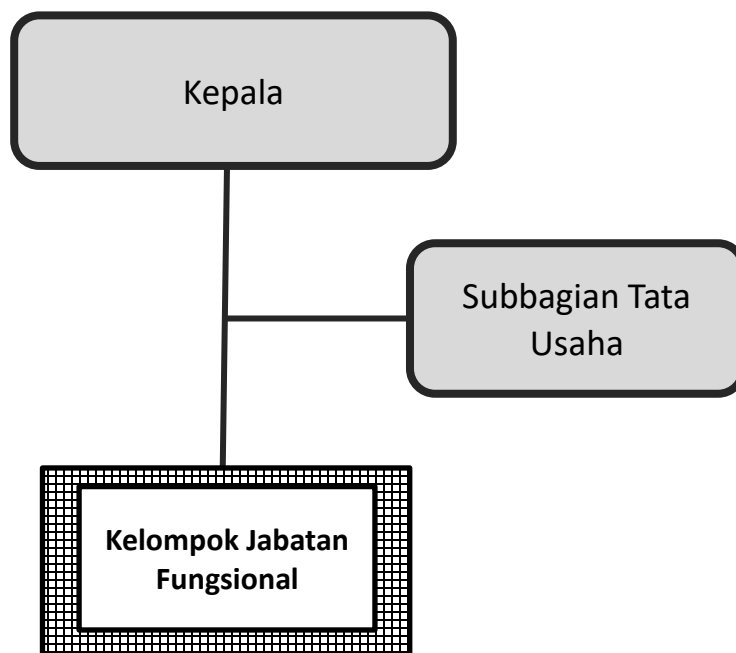 Kepala
Subbagian Tata
Usaha
Kelompok Jabatan
Fungsional